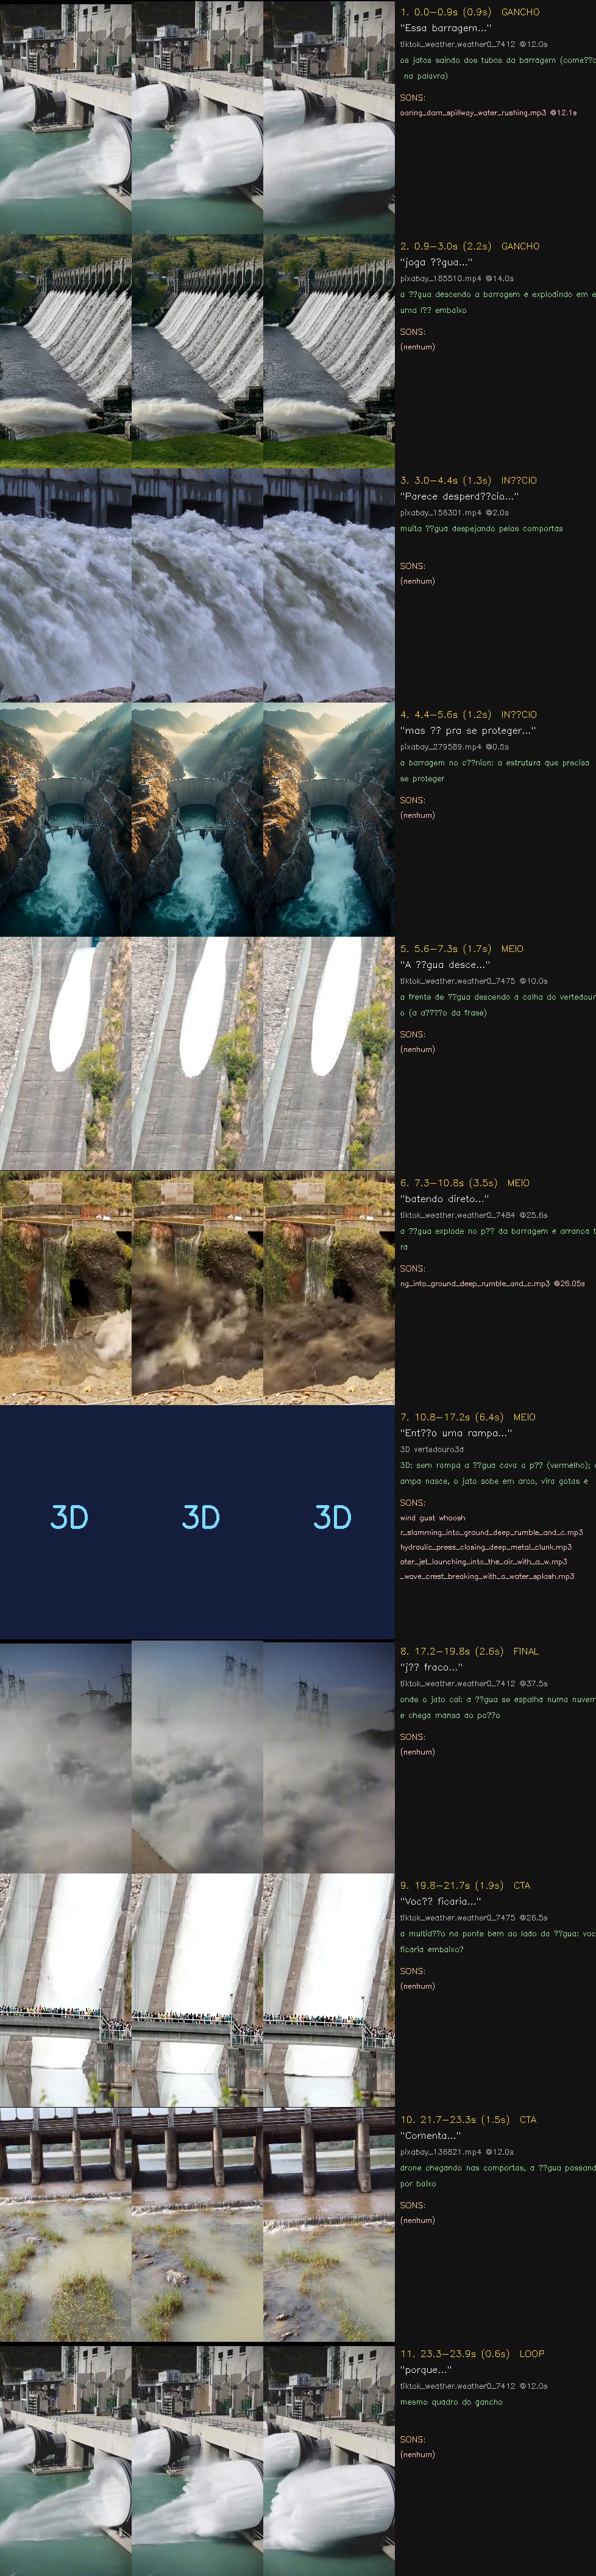 1. 0.0-0.9s (0.9s) GANCHO
"Essa barragem..."
tiktok_weather.weather0_7412 @12.0s
os jatos saindo dos tubos da barragem (come??a
na palavra)
SONS:
oaring_dam_spillway_water_rushing.mp3 @12.1s
2. 0.9-3.0s (2.2s) GANCHO
"joga ??gua..."
pixabay_185510.mp4 @14.0s
a ??gua descendo a barragem e explodindo em e
uma l?? embaixo
SONS:
(nenhum)
3. 3.0-4.4s (1.3s) IN??CIO
"Parece desperd??cio..."
pixabay_156301.mp4 @2.0s
muita ??gua despejando pelas comportas
SONS:
(nenhum)
4. 4.4-5.6s (1.2s) IN??CIO
"mas ?? pra se proteger..."
pixabay_279589.mp4 @0.5s
a barragem no c??nion: a estrutura que precisa
se proteger
SONS:
(nenhum)
5. 5.6-7.3s (1.7s) MEIO
"A ??gua desce..."
tiktok_weather.weather0_7475 @10.0s
a frente de ??gua descendo a calha do vertedour
o (a a????o da frase)
SONS:
(nenhum)
6. 7.3-10.8s (3.5s) MEIO
"batendo direto..."
tiktok_weather.weather0_7484 @25.6s
a ??gua explode no p?? da barragem e arranca t
ra
SONS:
ng_into_ground_deep_rumble_and_c.mp3 @26.05s
3D 3D 3D
7. 10.8-17.2s (6.4s) MEIO
"Ent??o uma rampa..."
3D vertedouro3d
3D: sem rampa a ??gua cava o p?? (vermelho);
ampa nasce, o jato sobe em arco, vira gotas e
SONS:
wind gust whoosh
r_slamming_into_ground_deep_rumble_and_c.mp3
hydraulic_press_closing_deep_metal_clunk.mp3
ater_jet_launching_into_the_air_with_a_w.mp3
_wave_crest_breaking_with_a_water_splash.mp3
8. 17.2-19.8s (2.6s) FINAL
"j?? fraco..."
tiktok_weather.weather0_7412 @37.5s
onde o jato cai: a ??gua se espalha numa nuvem
e chega mansa ao po??o
SONS:
(nenhum)
9. 19.8-21.7s (1.9s) CTA
"Voc?? ficaria..."
tiktok_weather.weather0_7475 @26.5s
a multid??o na ponte bem ao lado da ??gua: voc
ficaria embaixo?
SONS:
(nenhum)
10. 21.7-23.3s (1.5s) CTA
"Comenta..."
pixabay_136821.mp4 @12.0s
drone chegando nas comportas, a ??gua passand
por baixo
SONS:
(nenhum)
11. 23.3-23.9s (0.6s) LOOP
"porque..."
tiktok_weather.weather0_7412 @12.0s
mesmo quadro do gancho
SONS:
(nenhum)